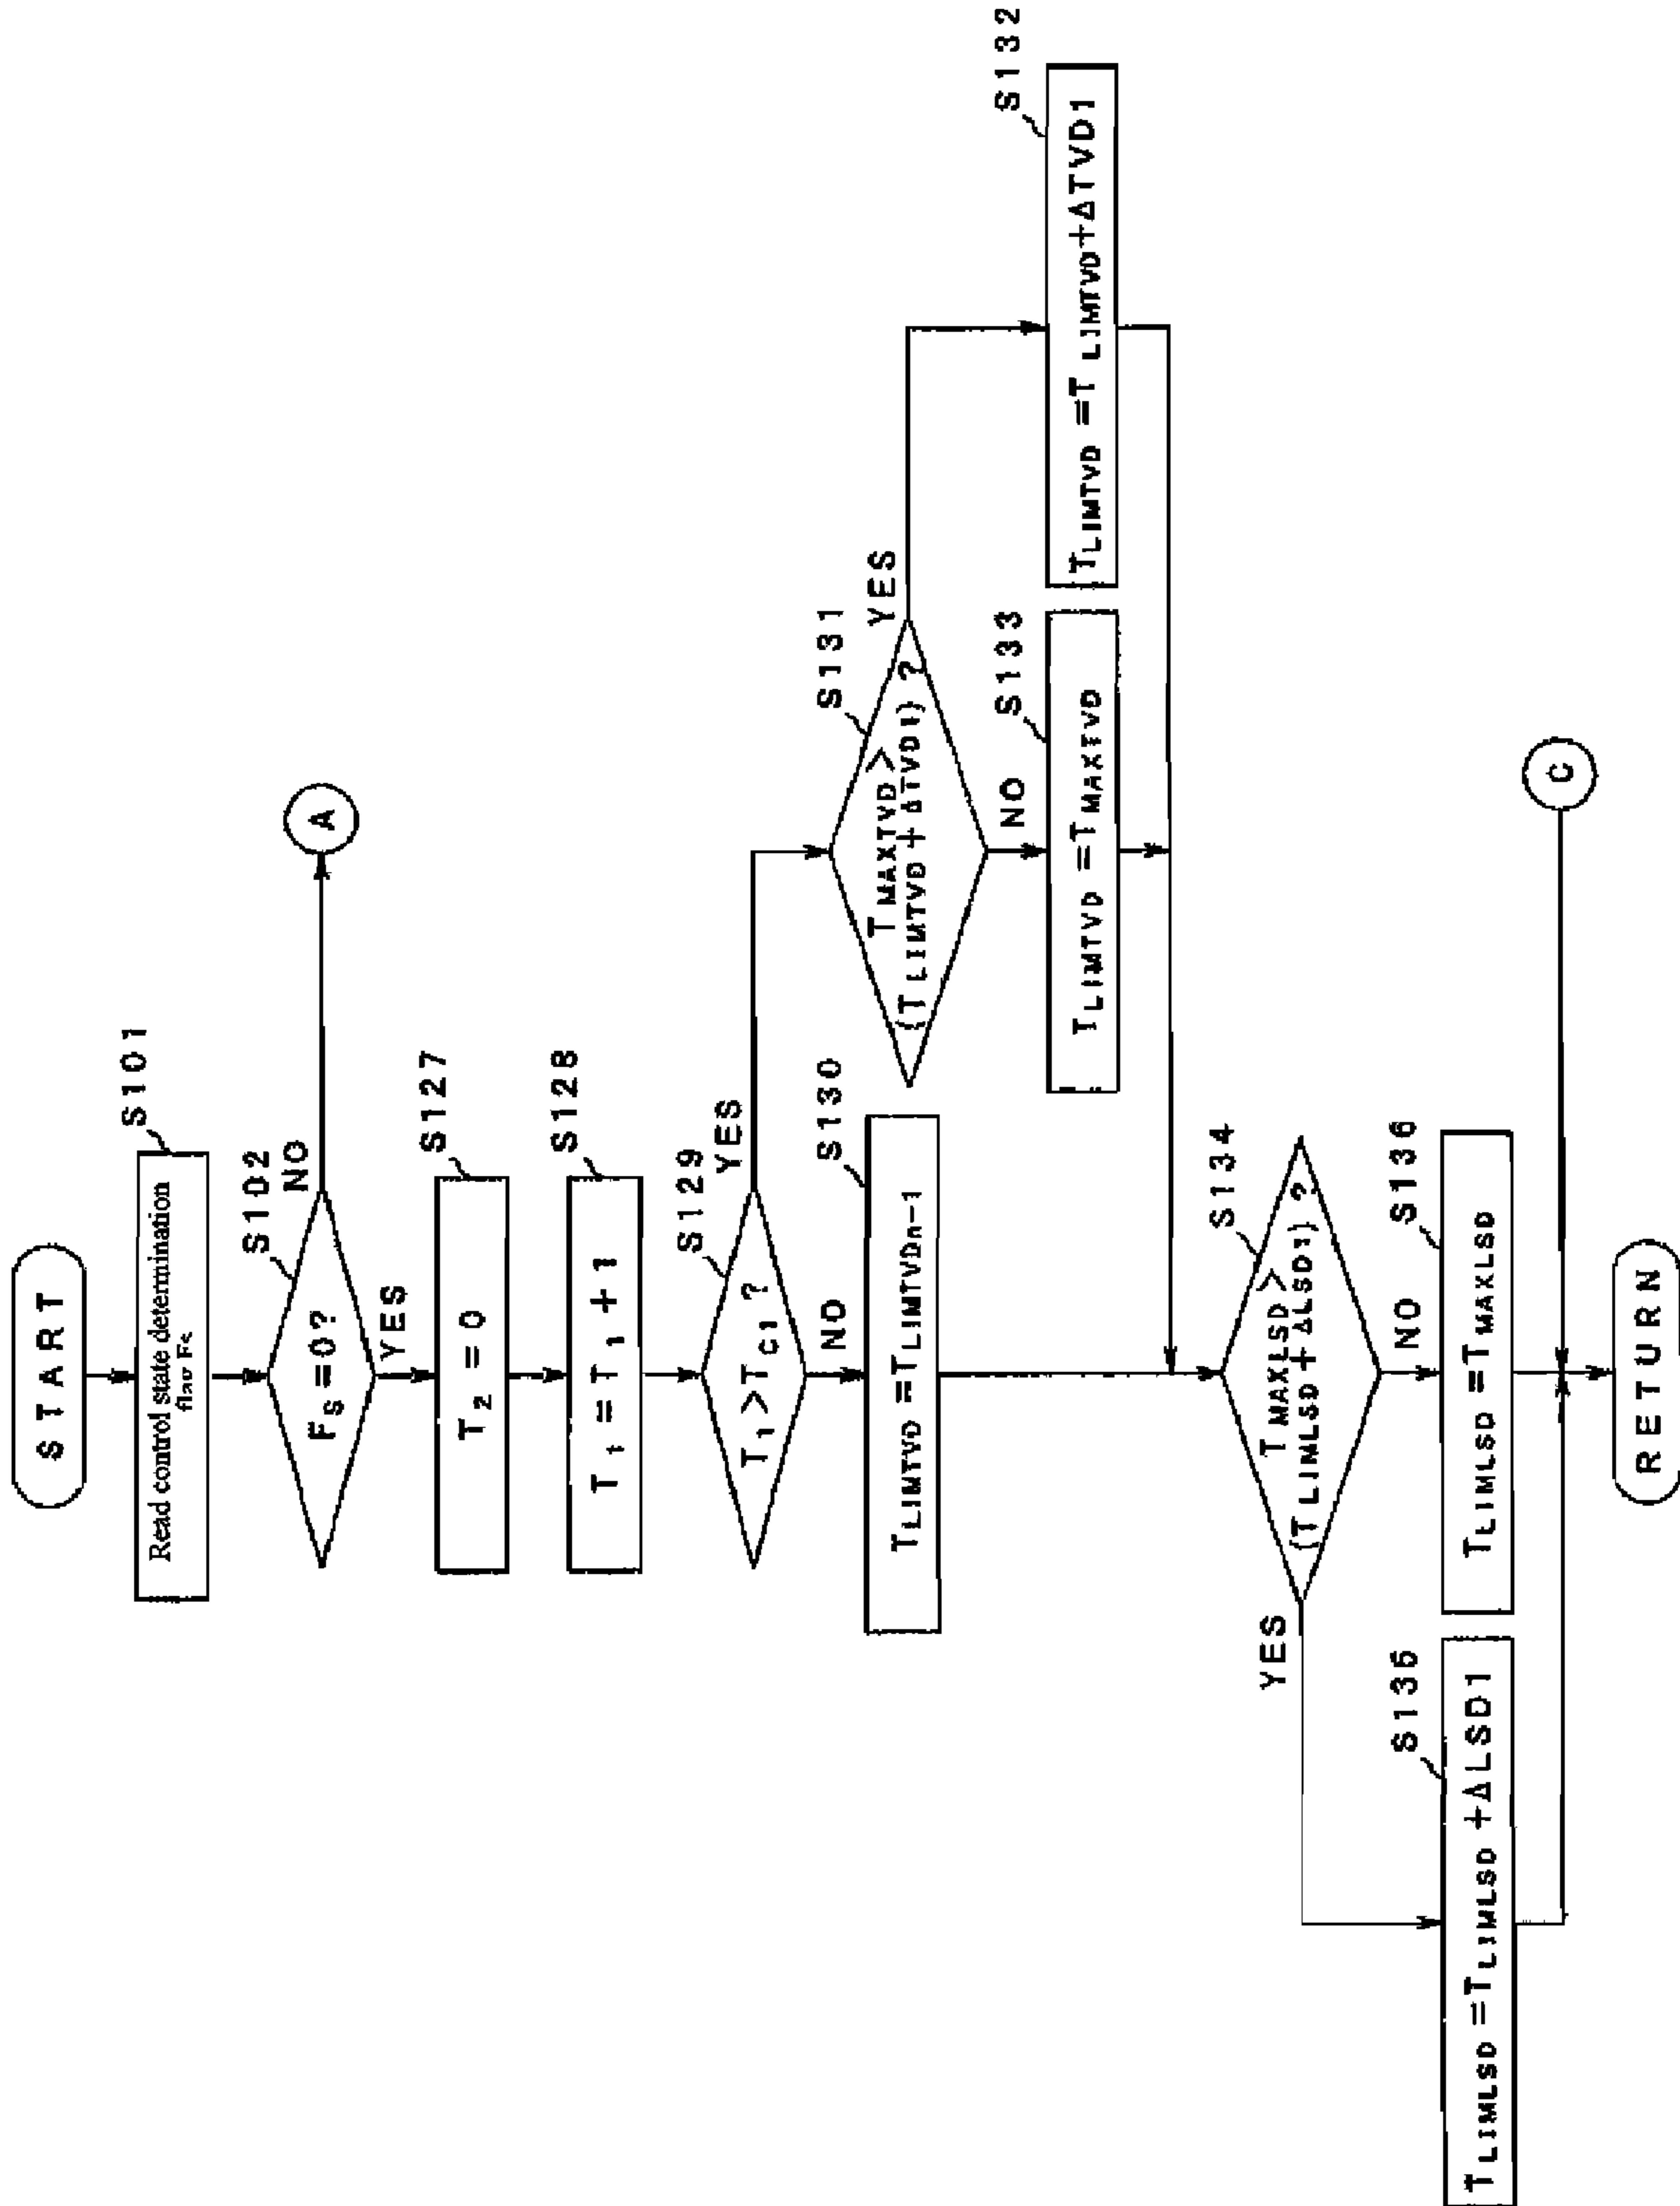 START
S101
Read control state determination
flag Fs
S102
Fs=0?
NO
A
YES
S127
T2=0
S128
T1=T1+1
S129
T1>TC1?
YES
NO
S130
TLIMTVD=TLIMTVDn-1
S131
TMAXTVD>
(TLIMTVD+ΔTVD1)?
YES
NO
S133
TLIMTVD=TMAXTVD
S132
TLIMTVD=TLIMTVD+ΔTVD1
S134
TMAXLSD>
(TLIMLSD+ΔLSD1)?
YES
NO
S135
TLIMLSD=TLIMLSD+ΔLSD1
S136
TLIMLSD=TMAXLSD
C
RETURN